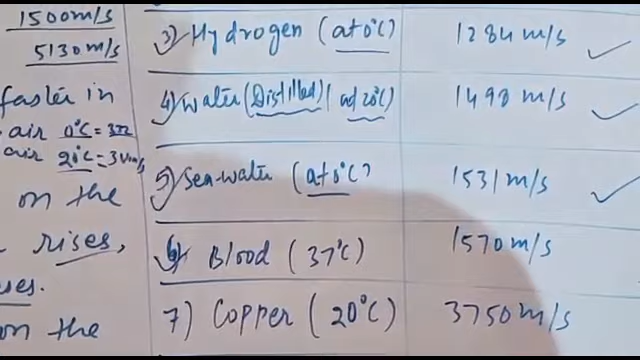 1500m/s
5130m/s
faster in
air 0°C = 332
air 20°C =
on the
rises,
on the
3) Hydrogen (at 0°C) 1284 m/s
4) Water (Distilled) (at 20°C) 1498 m/s
5) Sea-water (at 0°C) 1531 m/s
6) Blood (37°C) 1570 m/s
7) Copper (20°C) 3750 m/s